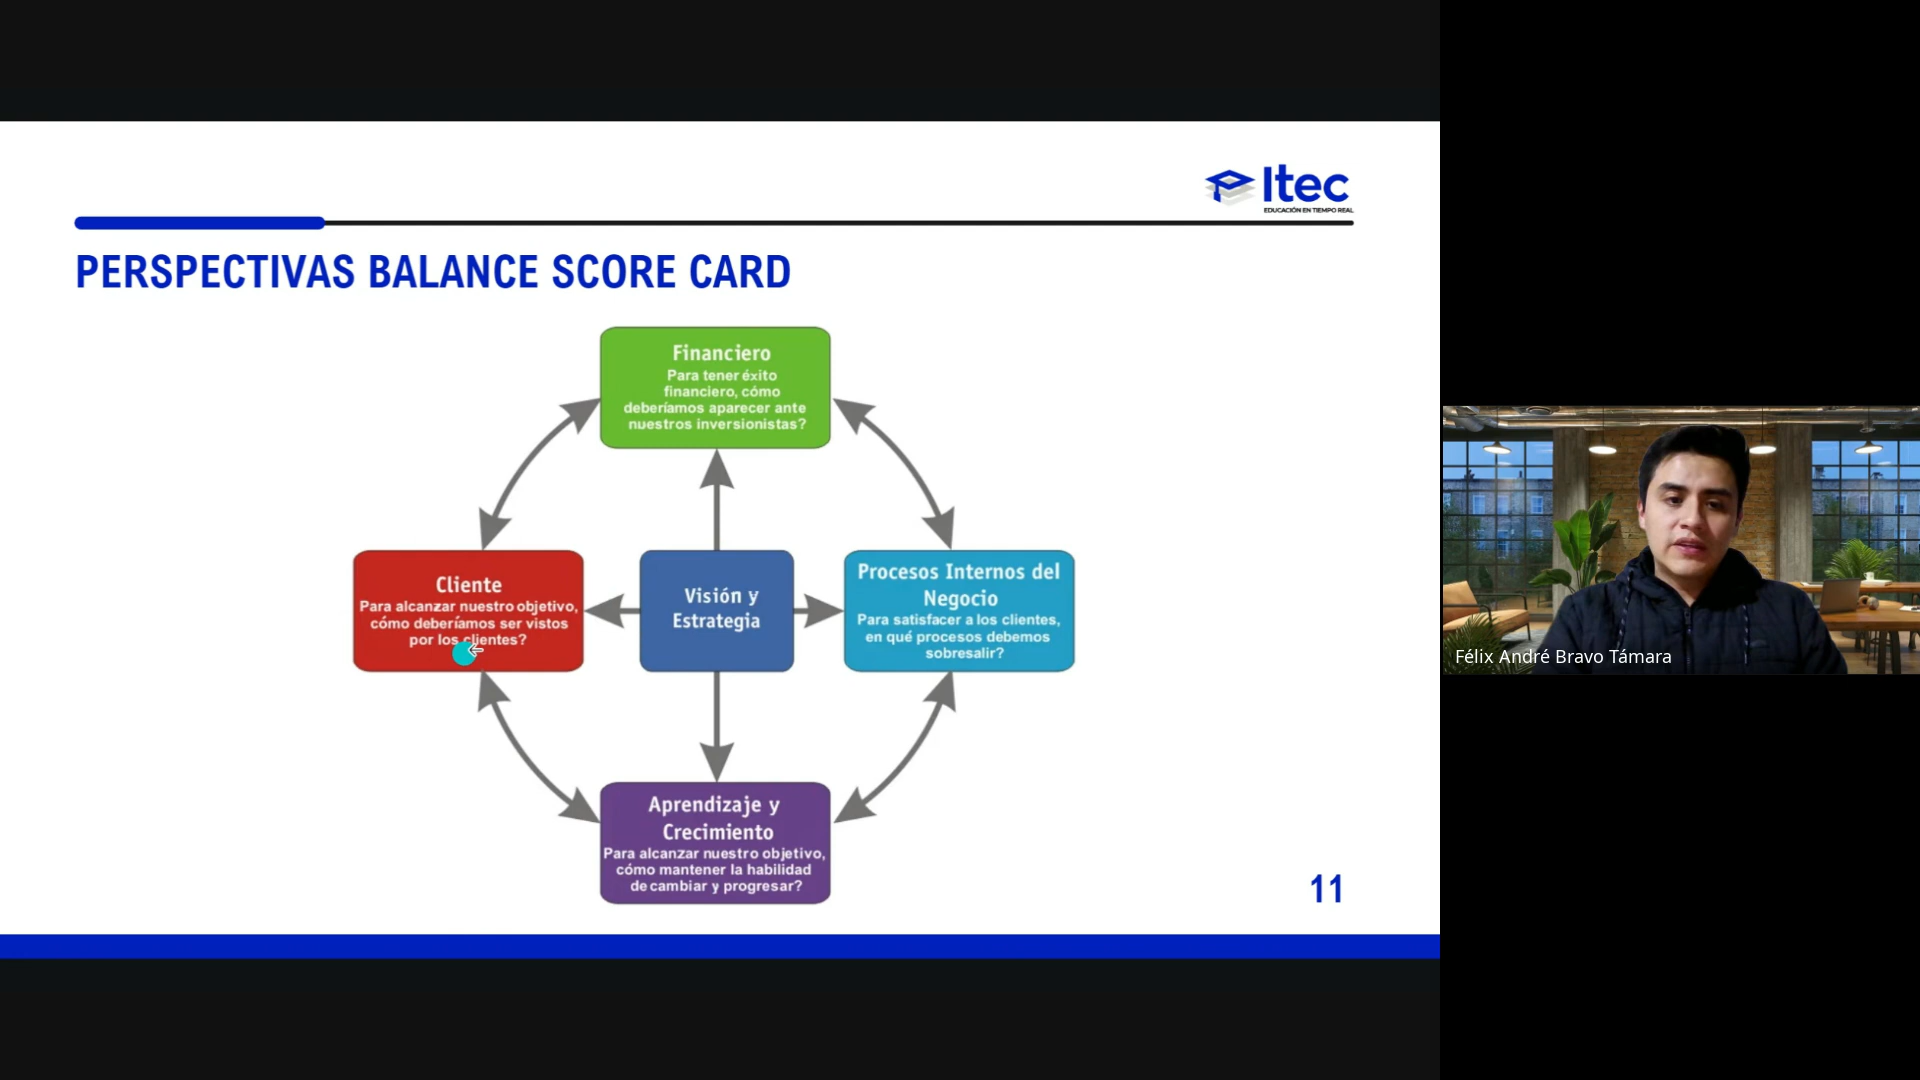 Itec
EDUCACIÓN EN TIEMPO REAL
PERSPECTIVAS BALANCE SCORE CARD
Financiero
Para tener éxito
financiero, cómo
deberíamos aparecer ante
nuestros inversionistas?
Cliente
Para alcanzar nuestro objetivo,
cómo deberíamos ser vistos
por los clientes?
Visión y
Estrategia
Procesos Internos del
Negocio
Para satisfacer a los clientes,
en qué procesos debemos
sobresalir?
Aprendizaje y
Crecimiento
Para alcanzar nuestro objetivo,
cómo mantener la habilidad
de cambiar y progresar?
11
Félix André Bravo Támara